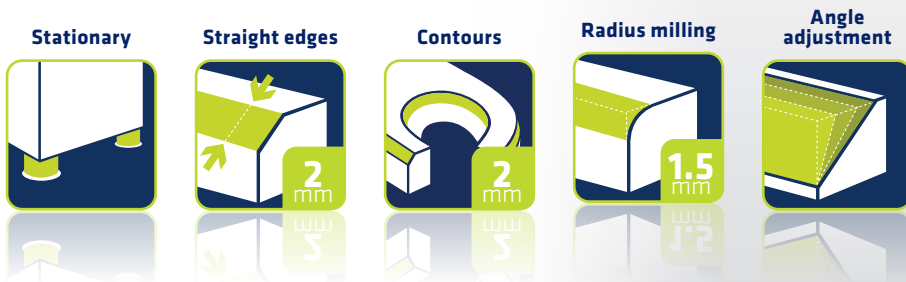 Stationary
Straight edges
Contours
Radius milling
Angle
adjustment
2
mm
2
mm
1.5
mm